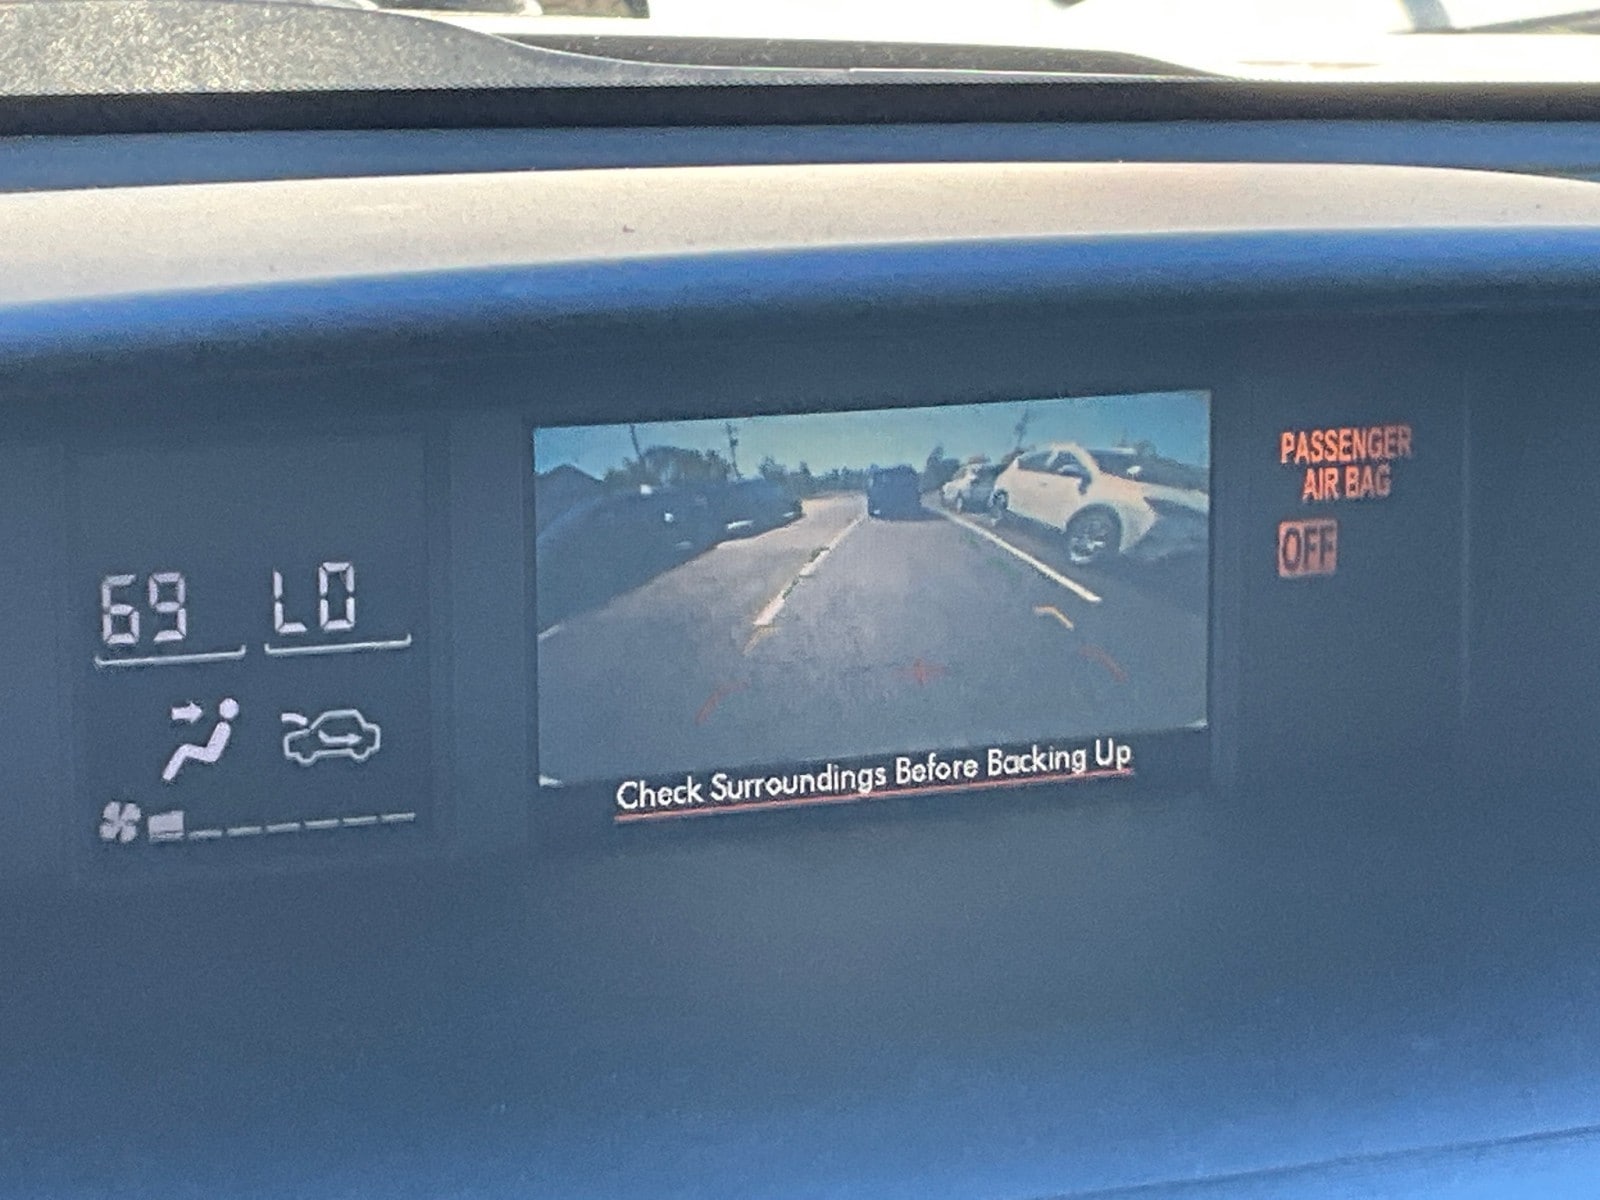 69 LO
Check Surroundings Before Backing Up
PASSENGER
AIR BAG
OFF